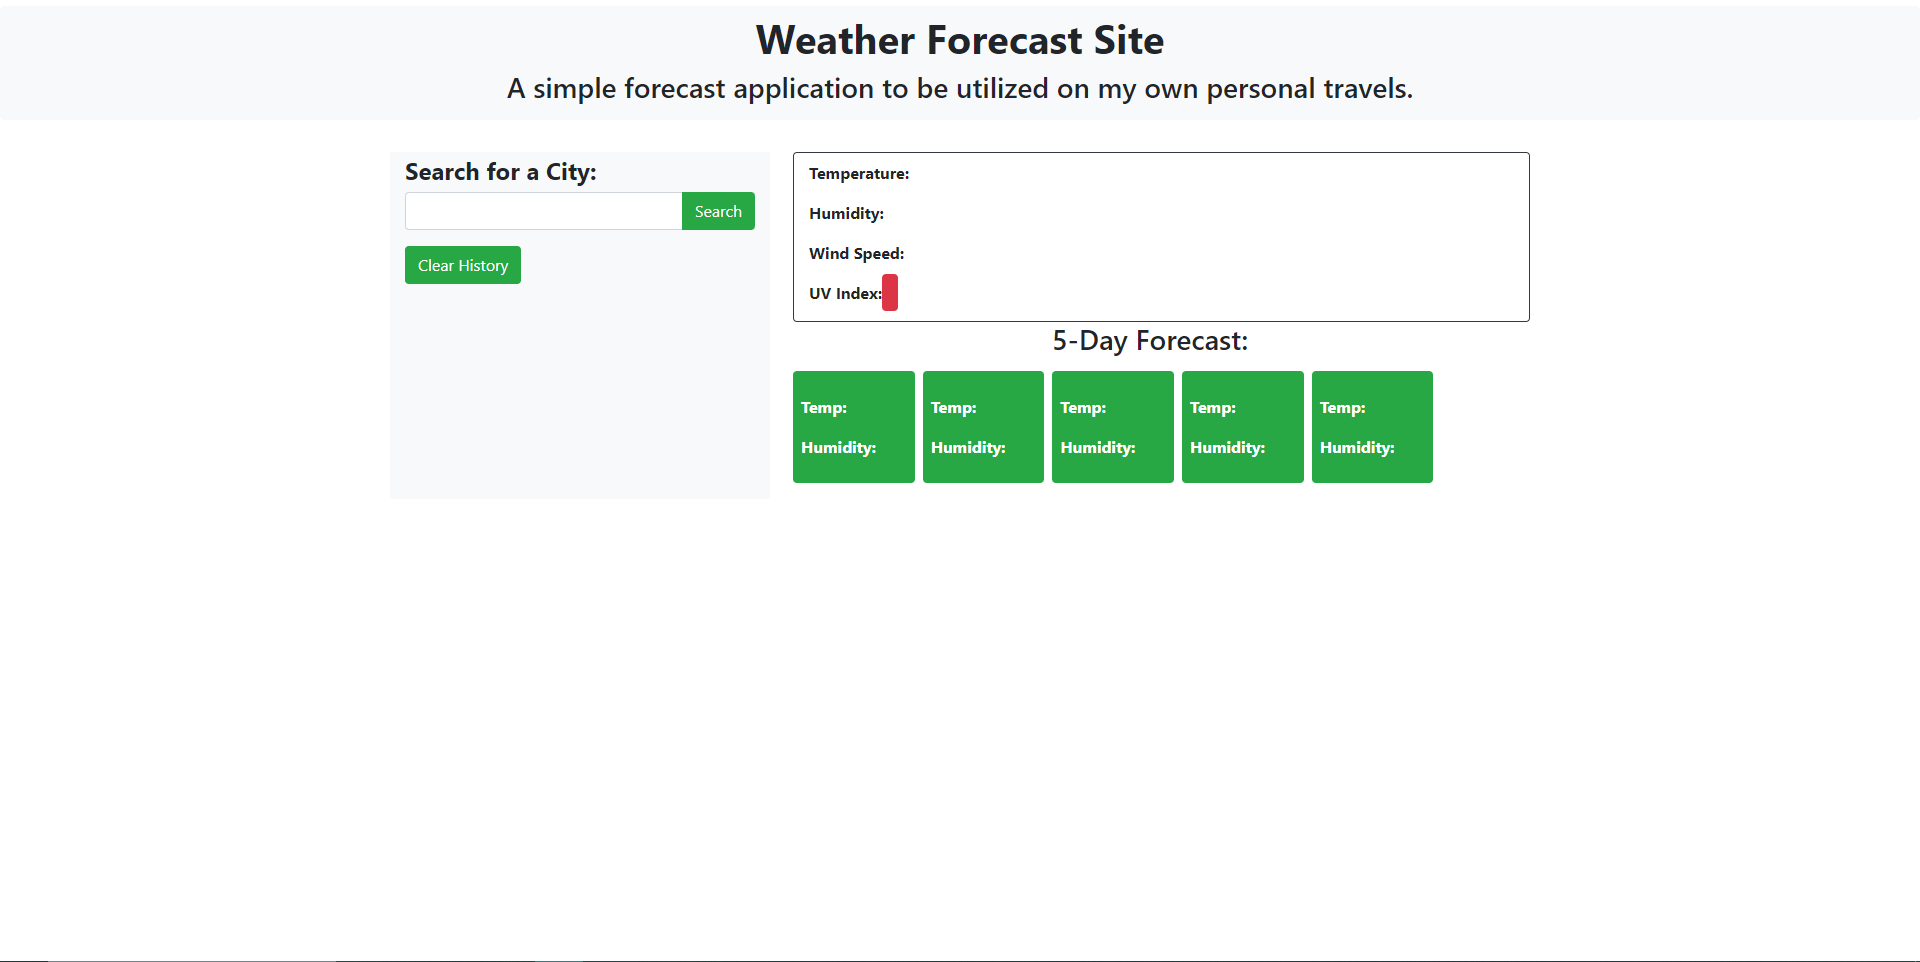 Weather Forecast Site
A simple forecast application to be utilized on my own personal travels.
Search for a City:
Search
Clear History
Temperature:
Humidity:
Wind Speed:
UV Index:
5-Day Forecast:
Temp:
Humidity:
Temp:
Humidity:
Temp:
Humidity:
Temp:
Humidity:
Temp:
Humidity: